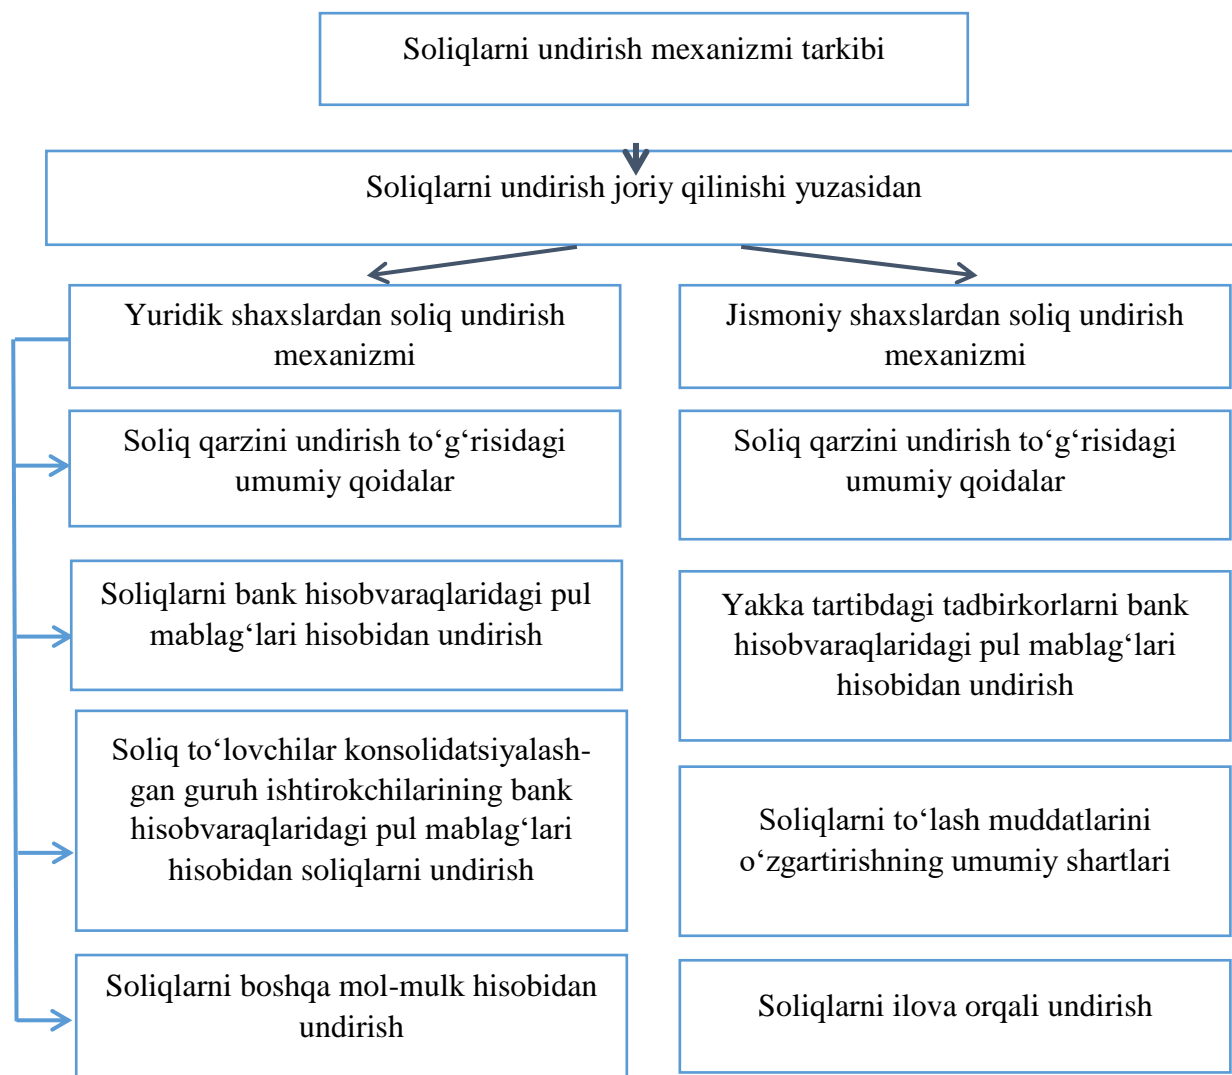 Soliqlarni undirish mexanizmi tarkibi
Soliqlarni undirish joriy qilinishi yuzasidan
Yuridik shaxslardan soliq undirish
mexanizmi
Soliq qarzini undirish to‘g‘risidagi
umumiy qoidalar
Soliqlarni bank hisobvaraqlaridagi pul
mablag‘lari hisobidan undirish
Soliq to‘lovchilar konsolidatsiyalash-
gan guruh ishtirokchilarining bank
hisobvaraqlaridagi pul mablag‘lari
hisobidan soliqlarni undirish
Soliqlarni boshqa mol-mulk hisobidan
undirish
Jismoniy shaxslardan soliq undirish
mexanizmi
Soliq qarzini undirish to‘g‘risidagi
umumiy qoidalar
Yakka tartibdagi tadbirkorlarni bank
hisobvaraqlaridagi pul mablag‘lari
hisobidan undirish
Soliqlarni to‘lash muddatlarini
o‘zgartirishning umumiy shartlari
Soliqlarni ilova orqali undirish